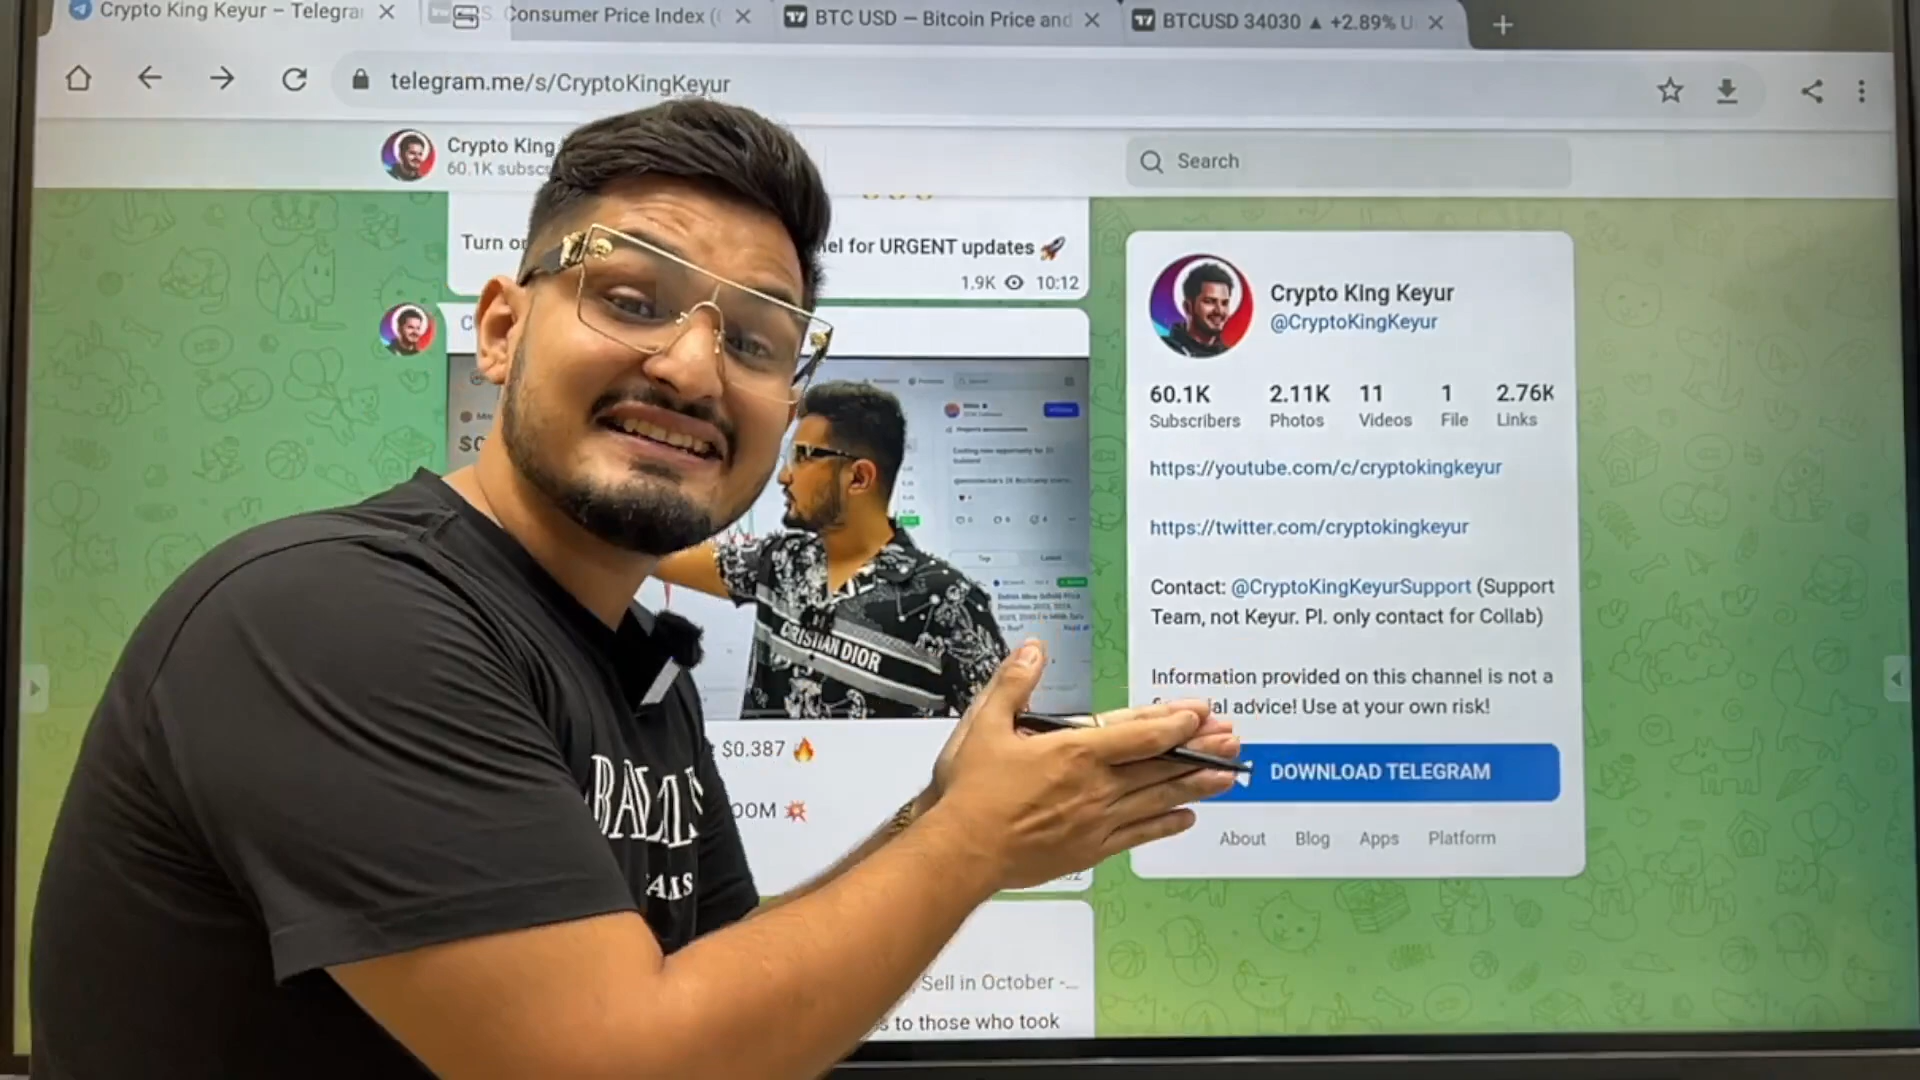 Crypto King Keyur – Telegra
Consumer Price Index (
BTC USD — Bitcoin Price and
BTCUSD 34030 ▲ +2.89% U
telegram.me/s/CryptoKingKeyur
Crypto King
60.1K subsc
Search
Turn on
nel for URGENT updates 🚀
1.9K 10:12
Crypto King Keyur
@CryptoKingKeyur
60.1K 2.11K 11 1 2.76K
Subscribers Photos Videos File Links
https://youtube.com/c/cryptokingkeyur
https://twitter.com/cryptokingkeyur
Contact: @CryptoKingKeyurSupport (Support
Team, not Keyur. Pl. only contact for Collab)
Information provided on this channel is not a
ial advice! Use at your own risk!
DOWNLOAD TELEGRAM
About Blog Apps Platform
CHRISTIAN DIOR
$0.387 🔥
OOM 💥
Sell in October -...
s to those who took